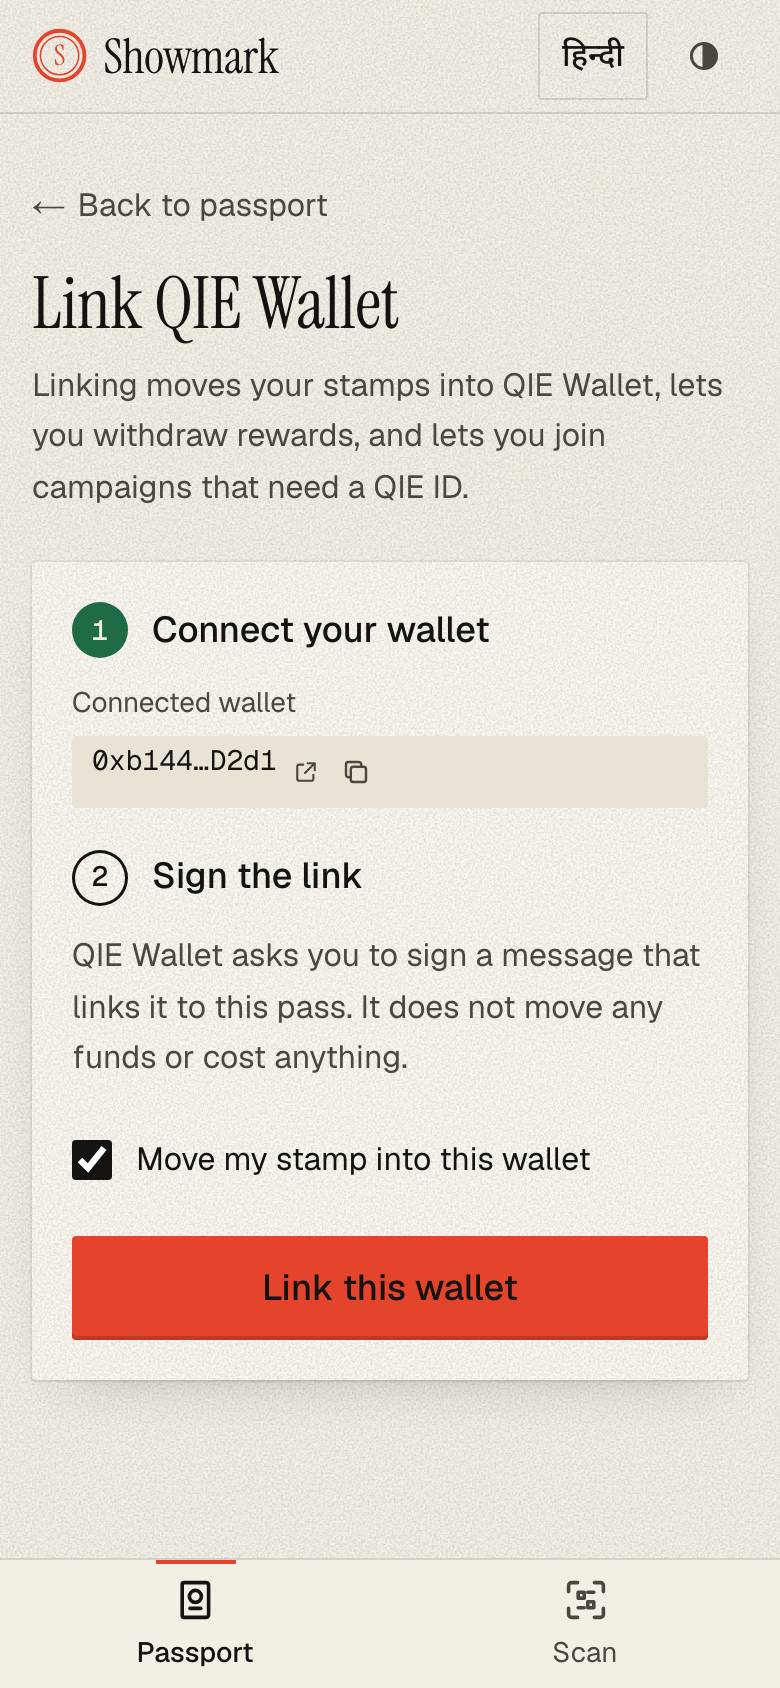 S Showmark
हिन्दी
← Back to passport
Link QIE Wallet
Linking moves your stamps into QIE Wallet, lets
you withdraw rewards, and lets you join
campaigns that need a QIE ID.
1 Connect your wallet
Connected wallet
0xb144…D2d1
2 Sign the link
QIE Wallet asks you to sign a message that
links it to this pass. It does not move any
funds or cost anything.
Move my stamp into this wallet
Link this wallet
Passport
Scan